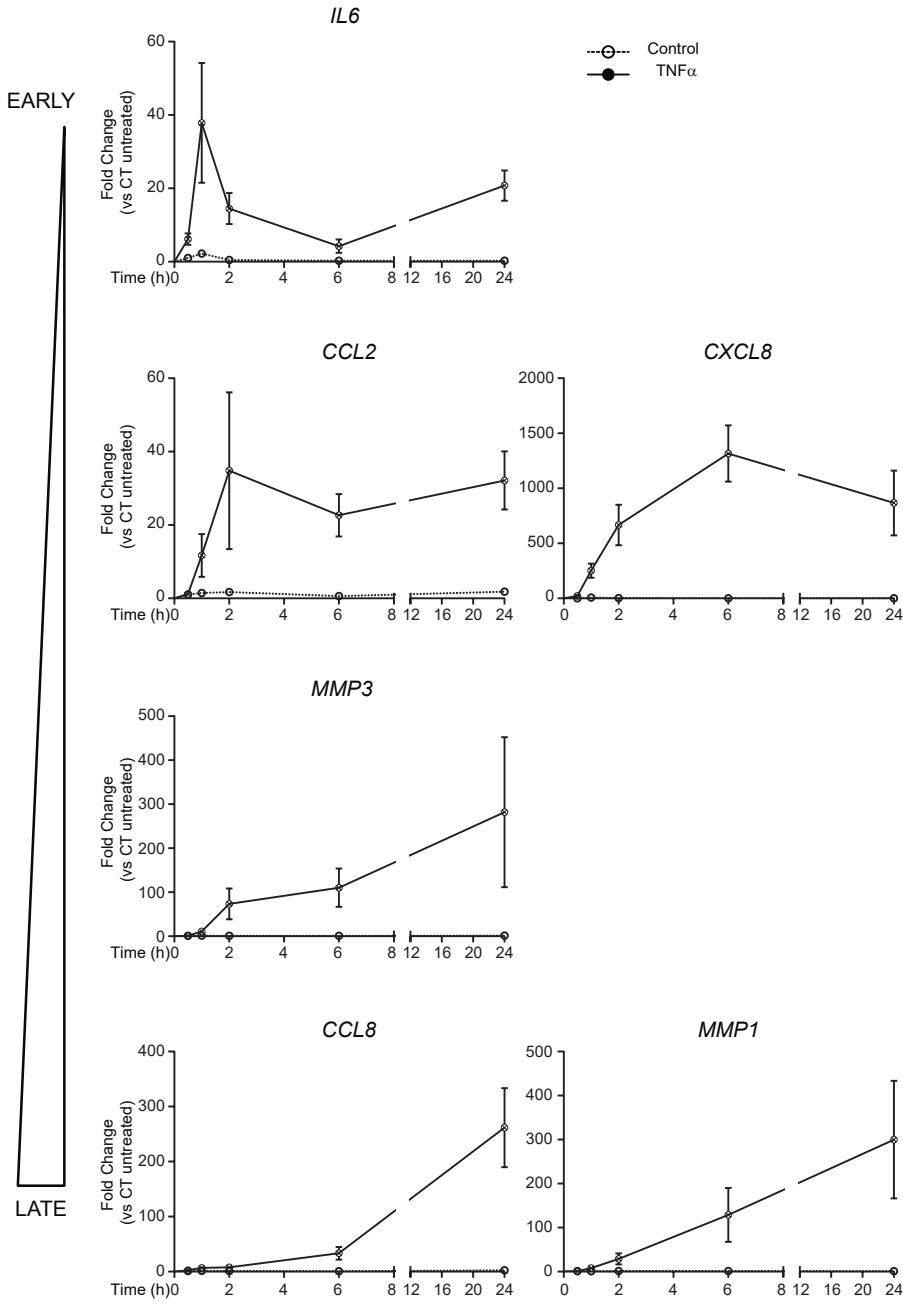 IL6
Control
TNFα
EARLY
Fold Change
(vs CT untreated)
60
40
20
0
Time (h)
0 2 4 6 8 12 16 20 24
CCL2
Fold Change
(vs CT untreated)
60
40
20
0
Time (h)
0 2 4 6 8 12 16 20 24
CXCL8
2000
1500
1000
500
0
0 2 4 6 8 12 16 20 24
MMP3
Fold Change
(vs CT untreated)
500
400
300
200
100
0
Time (h)
0 2 4 6 8 12 16 20 24
CCL8
Fold Change
(vs CT untreated)
400
300
200
100
0
Time (h)
0 2 4 6 8 12 16 20 24
MMP1
500
400
300
200
100
0
0 2 4 6 8 12 16 20 24
LATE